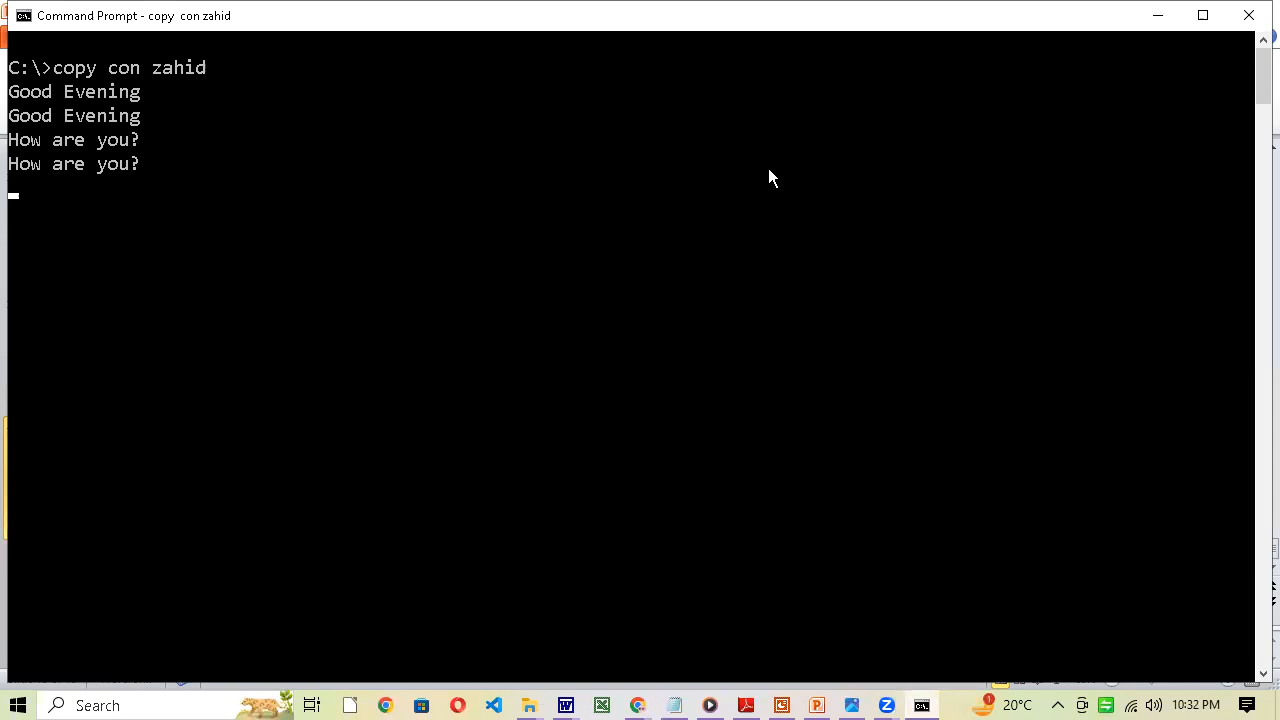 Command Prompt - copy  con zahid
C:\>copy con zahid
Good Evening
Good Evening
How are you?
How are you?
Search
1
20°C
10:32 PM